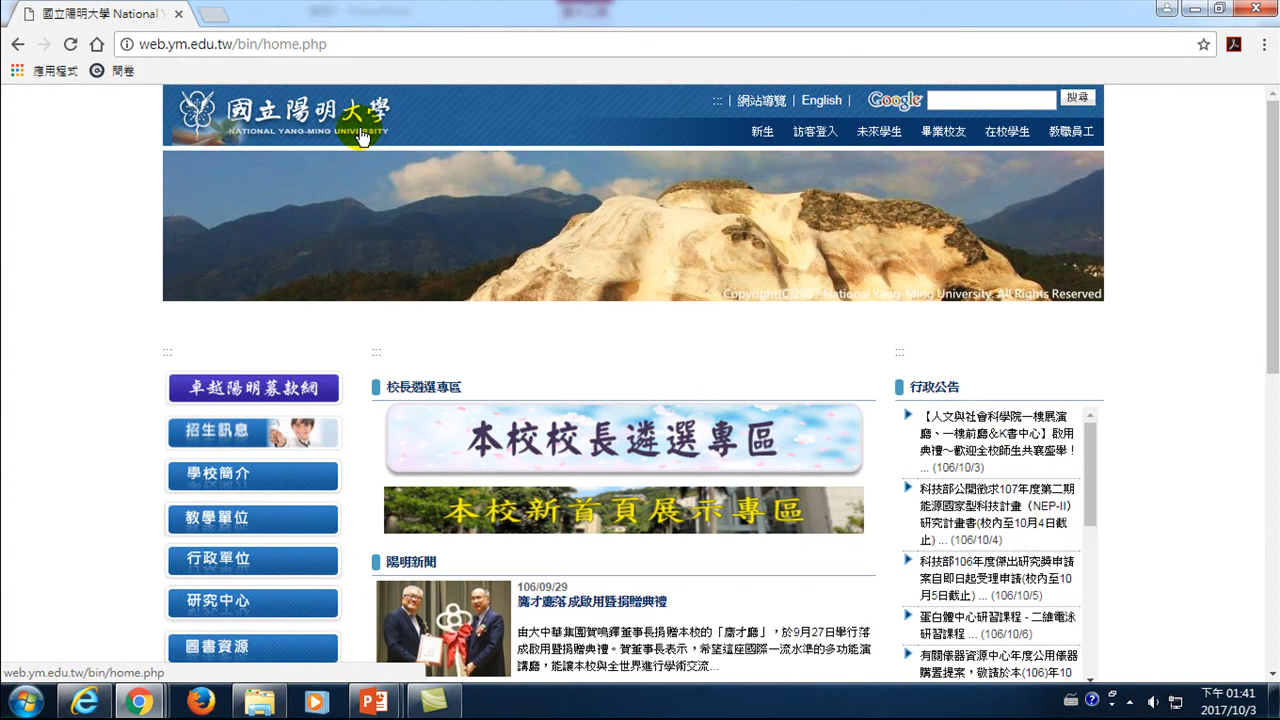 國立陽明大學 National Y
web.ym.edu.tw/bin/home.php
應用程式
問卷
國立陽明大學
NATIONAL YANG-MING UNIVERSITY
::: | 網站導覽 | English |
Google
搜尋
新生 訪客登入 未來學生 畢業校友 在校學生 教職員工
Copyright(C)2017 National Yang-Ming University. All Rights Reserved
:::
:::
:::
卓越陽明募款網
招生訊息
學校簡介
教學單位
行政單位
研究中心
圖書資源
校長遴選專區
本校校長遴選專區
本校新首頁展示專區
陽明新聞
106/09/29
由大中華集團賀鳴鐸董事長捐贈本校的「𪊲才廳」，於9月27日舉行落
成啟用暨捐贈典禮。賀董事長表示，希望這座國際一流水準的多功能演
講廳，能讓本校與全世界進行學術交流...
行政公告
【人文與社會科學院一樓展演
廳、一樓前廳&K書中心】啟用
典禮～歡迎全校師生共襄盛舉！
... (106/10/3)
科技部公開徵求107年度第二期
能源國家型科技計畫（NEP-II）
研究計畫書(校內至10月4日截
止) ... (106/10/4)
科技部106年度傑出研究獎申請
案自即日起受理申請(校內至10
月5日截止) ... (106/10/5)
蛋白體中心研習課程 - 二維電泳
研習課程 ... (106/10/6)
有關儀器資源中心年度公用儀器
購置提案，敬請於本(106)年10
web.ym.edu.tw/bin/home.php
下午 01:41
2017/10/3